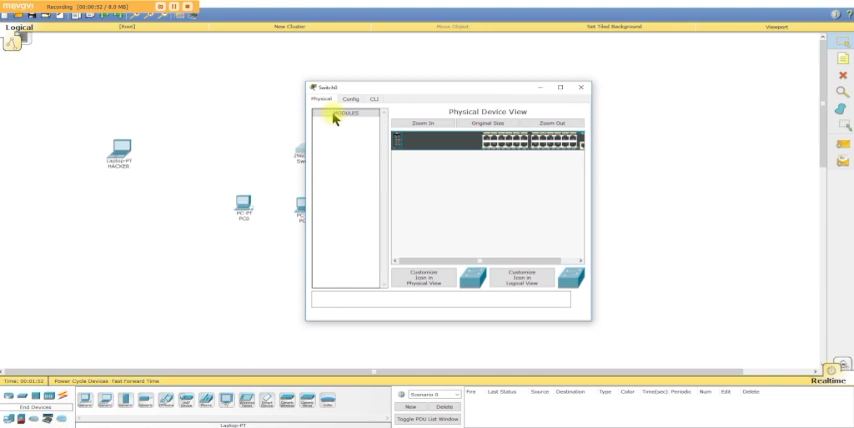 movavi
Recording [00:00:52 / 8.0 MB]
Logical
[Root]
New Cluster
Move Object
Set Tiled Background
Viewport
Switch0
Physical
Config
CLI
MODULES
Physical Device View
Zoom In
Original Size
Zoom Out
Laptop-PT
HACKER
PC-PT
PC0
Customize
Icon in
Physical View
Customize
Icon in
Logical View
Time: 00:01:52
Power Cycle Devices Fast Forward Time
Realtime
End Devices
Laptop-PT
Scenario 0
New
Delete
Toggle PDU List Window
Fire
Last Status
Source
Destination
Type
Color
Time(sec)
Periodic
Num
Edit
Delete